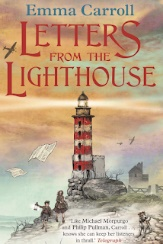 Emma Carroll
LETTERS
FROM THE
LIGHTHOUSE
'Like Michael Morpurgo
and Philip Pullman, Carroll
knows she can keep her listeners
in thrall.' Telegraph